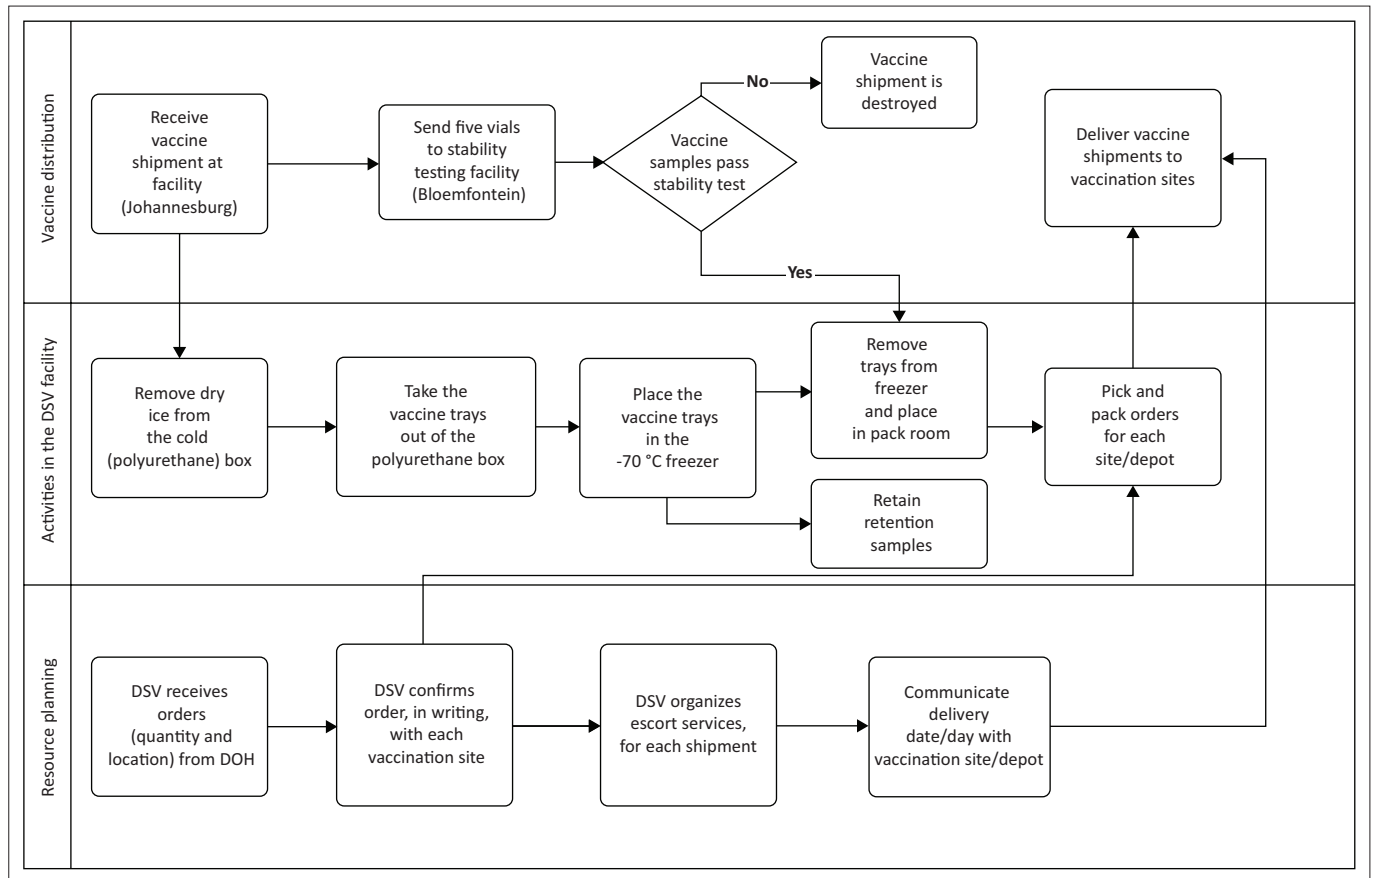 Vaccine distribution
Receive
vaccine
shipment at
facility
(Johannesburg)
Send five vials
to stability
testing facility
(Bloemfontein)
Vaccine
samples pass
stability test
No
Vaccine
shipment is
destroyed
Yes
Deliver vaccine
shipments to
vaccination sites
Activities in the DSV facility
Remove dry
ice from
the cold
(polyurethane) box
Take the
vaccine trays
out of the
polyurethane box
Place the
vaccine trays
in the
-70 °C freezer
Remove
trays from
freezer
and place
in pack room
Retain
retention
samples
Pick and
pack orders
for each
site/depot
Resource planning
DSV receives
orders
(quantity and
location) from DOH
DSV confirms
order, in writing,
with each
vaccination site
DSV organizes
escort services,
for each shipment
Communicate
delivery
date/day with
vaccination site/depot